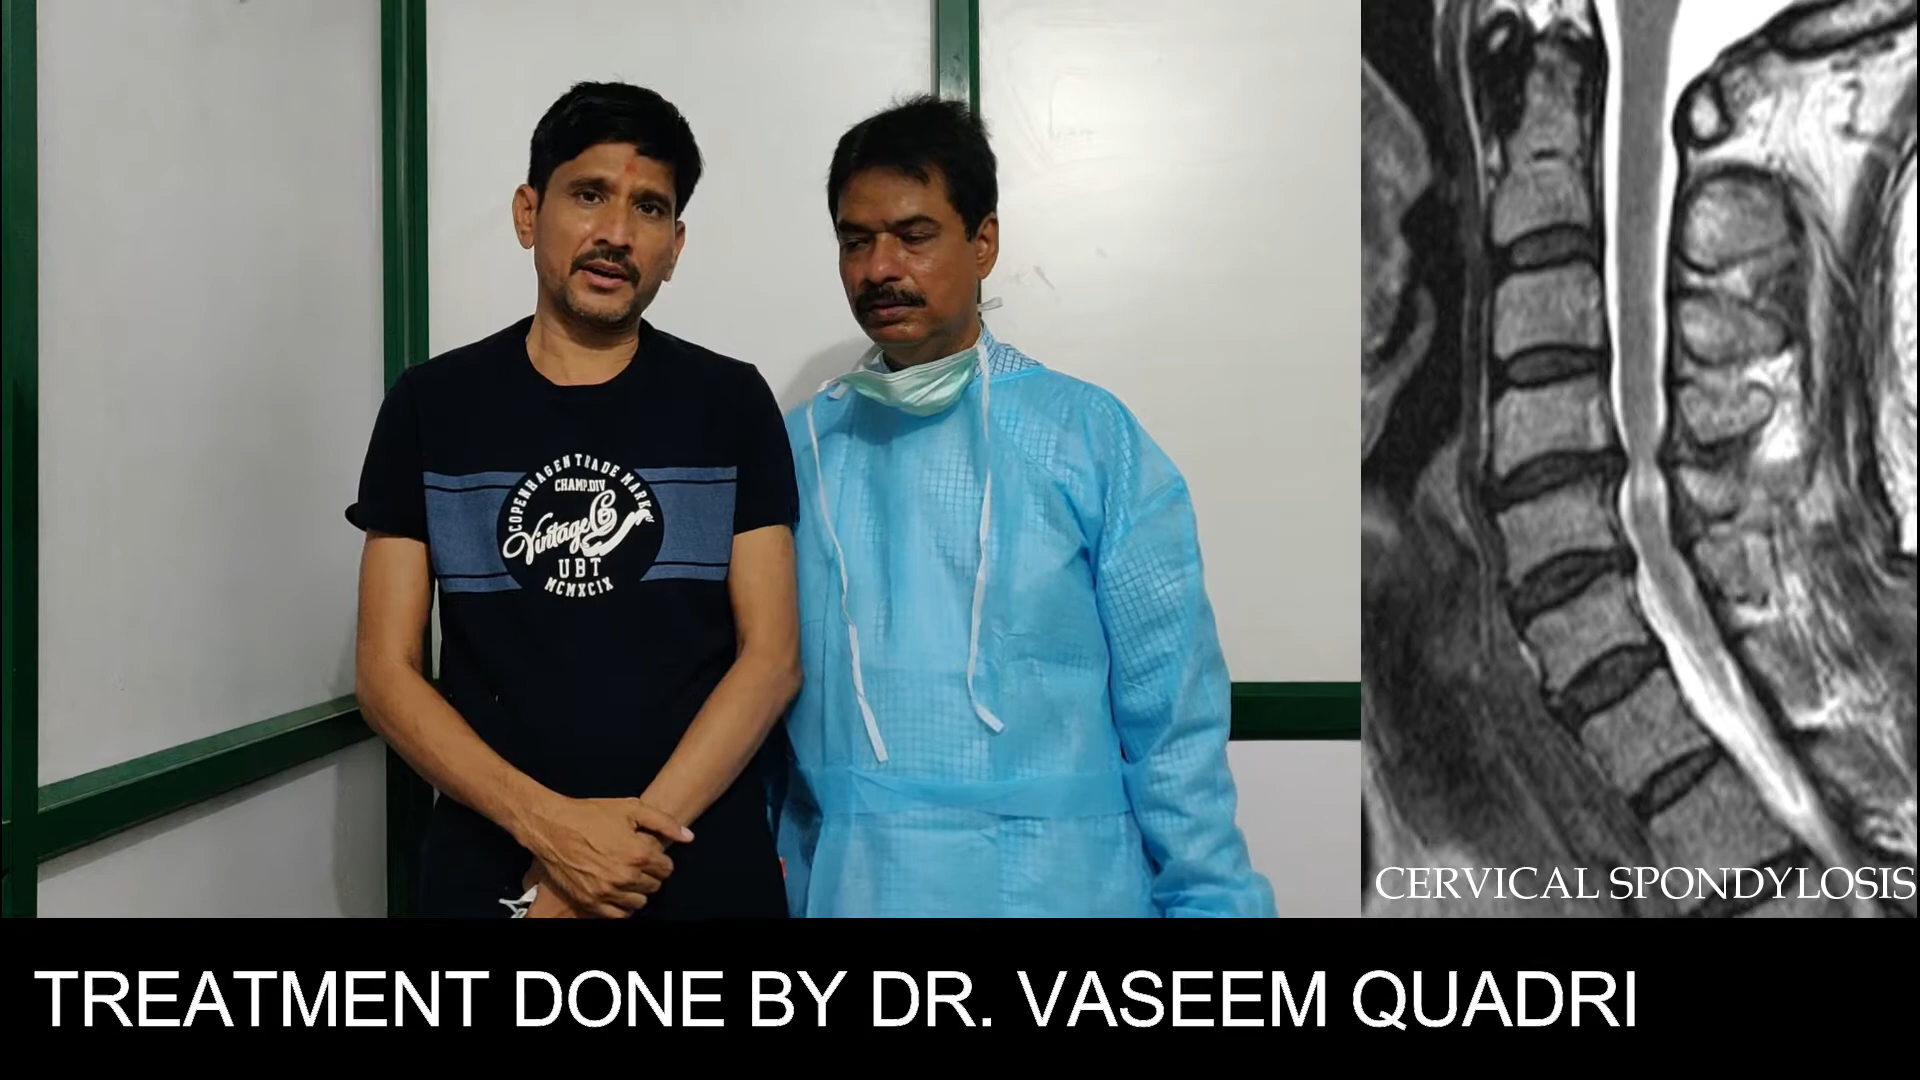 COPENHAGEN TRADE MARK
CHAMP.DIV
Vintage
UBT
MCMXCIX
CERVICAL SPONDYLOSIS
TREATMENT DONE BY DR. VASEEM QUADRI